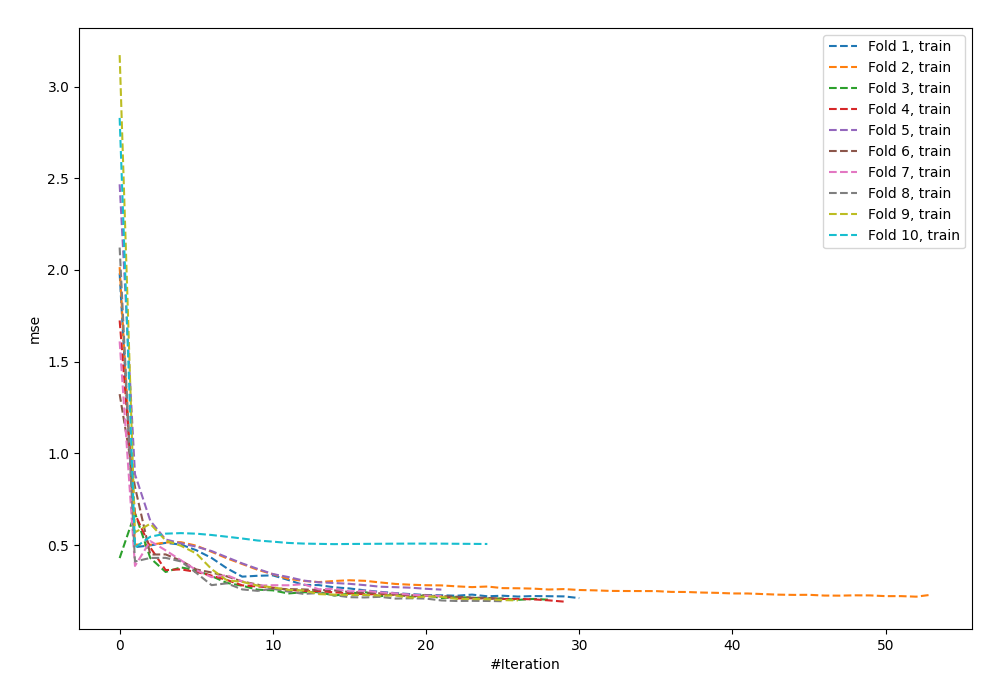 3.0
2.5
2.0
1.5
1.0
0.5
mse
0
10
20
30
40
50
#Iteration
Fold 1, train
Fold 2, train
Fold 3, train
Fold 4, train
Fold 5, train
Fold 6, train
Fold 7, train
Fold 8, train
Fold 9, train
Fold 10, train